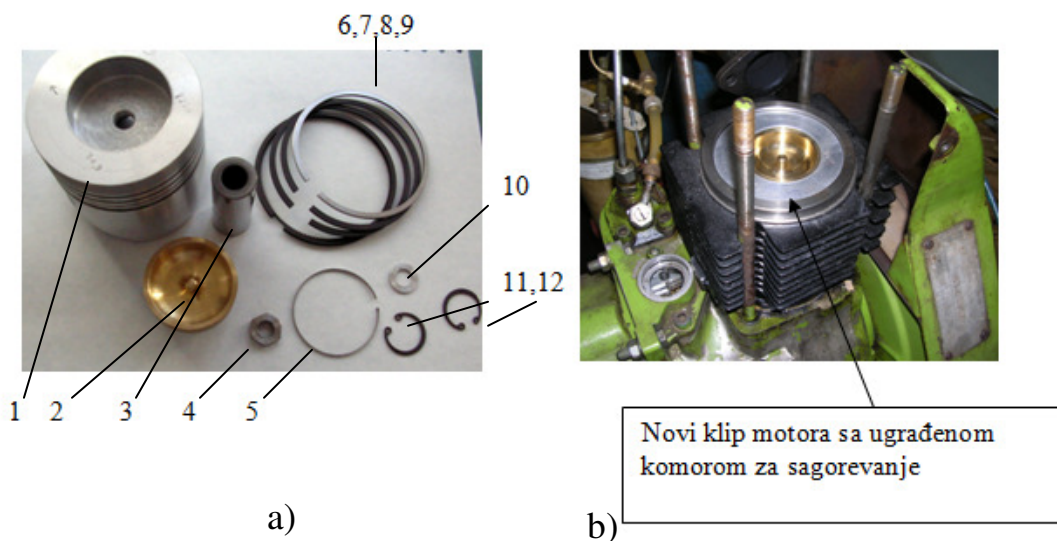 6,7,8,9
10
11,12
1 2 3 4 5
Novi klip motora sa ugrađenom
komorom za sagorevanje
a)
b)